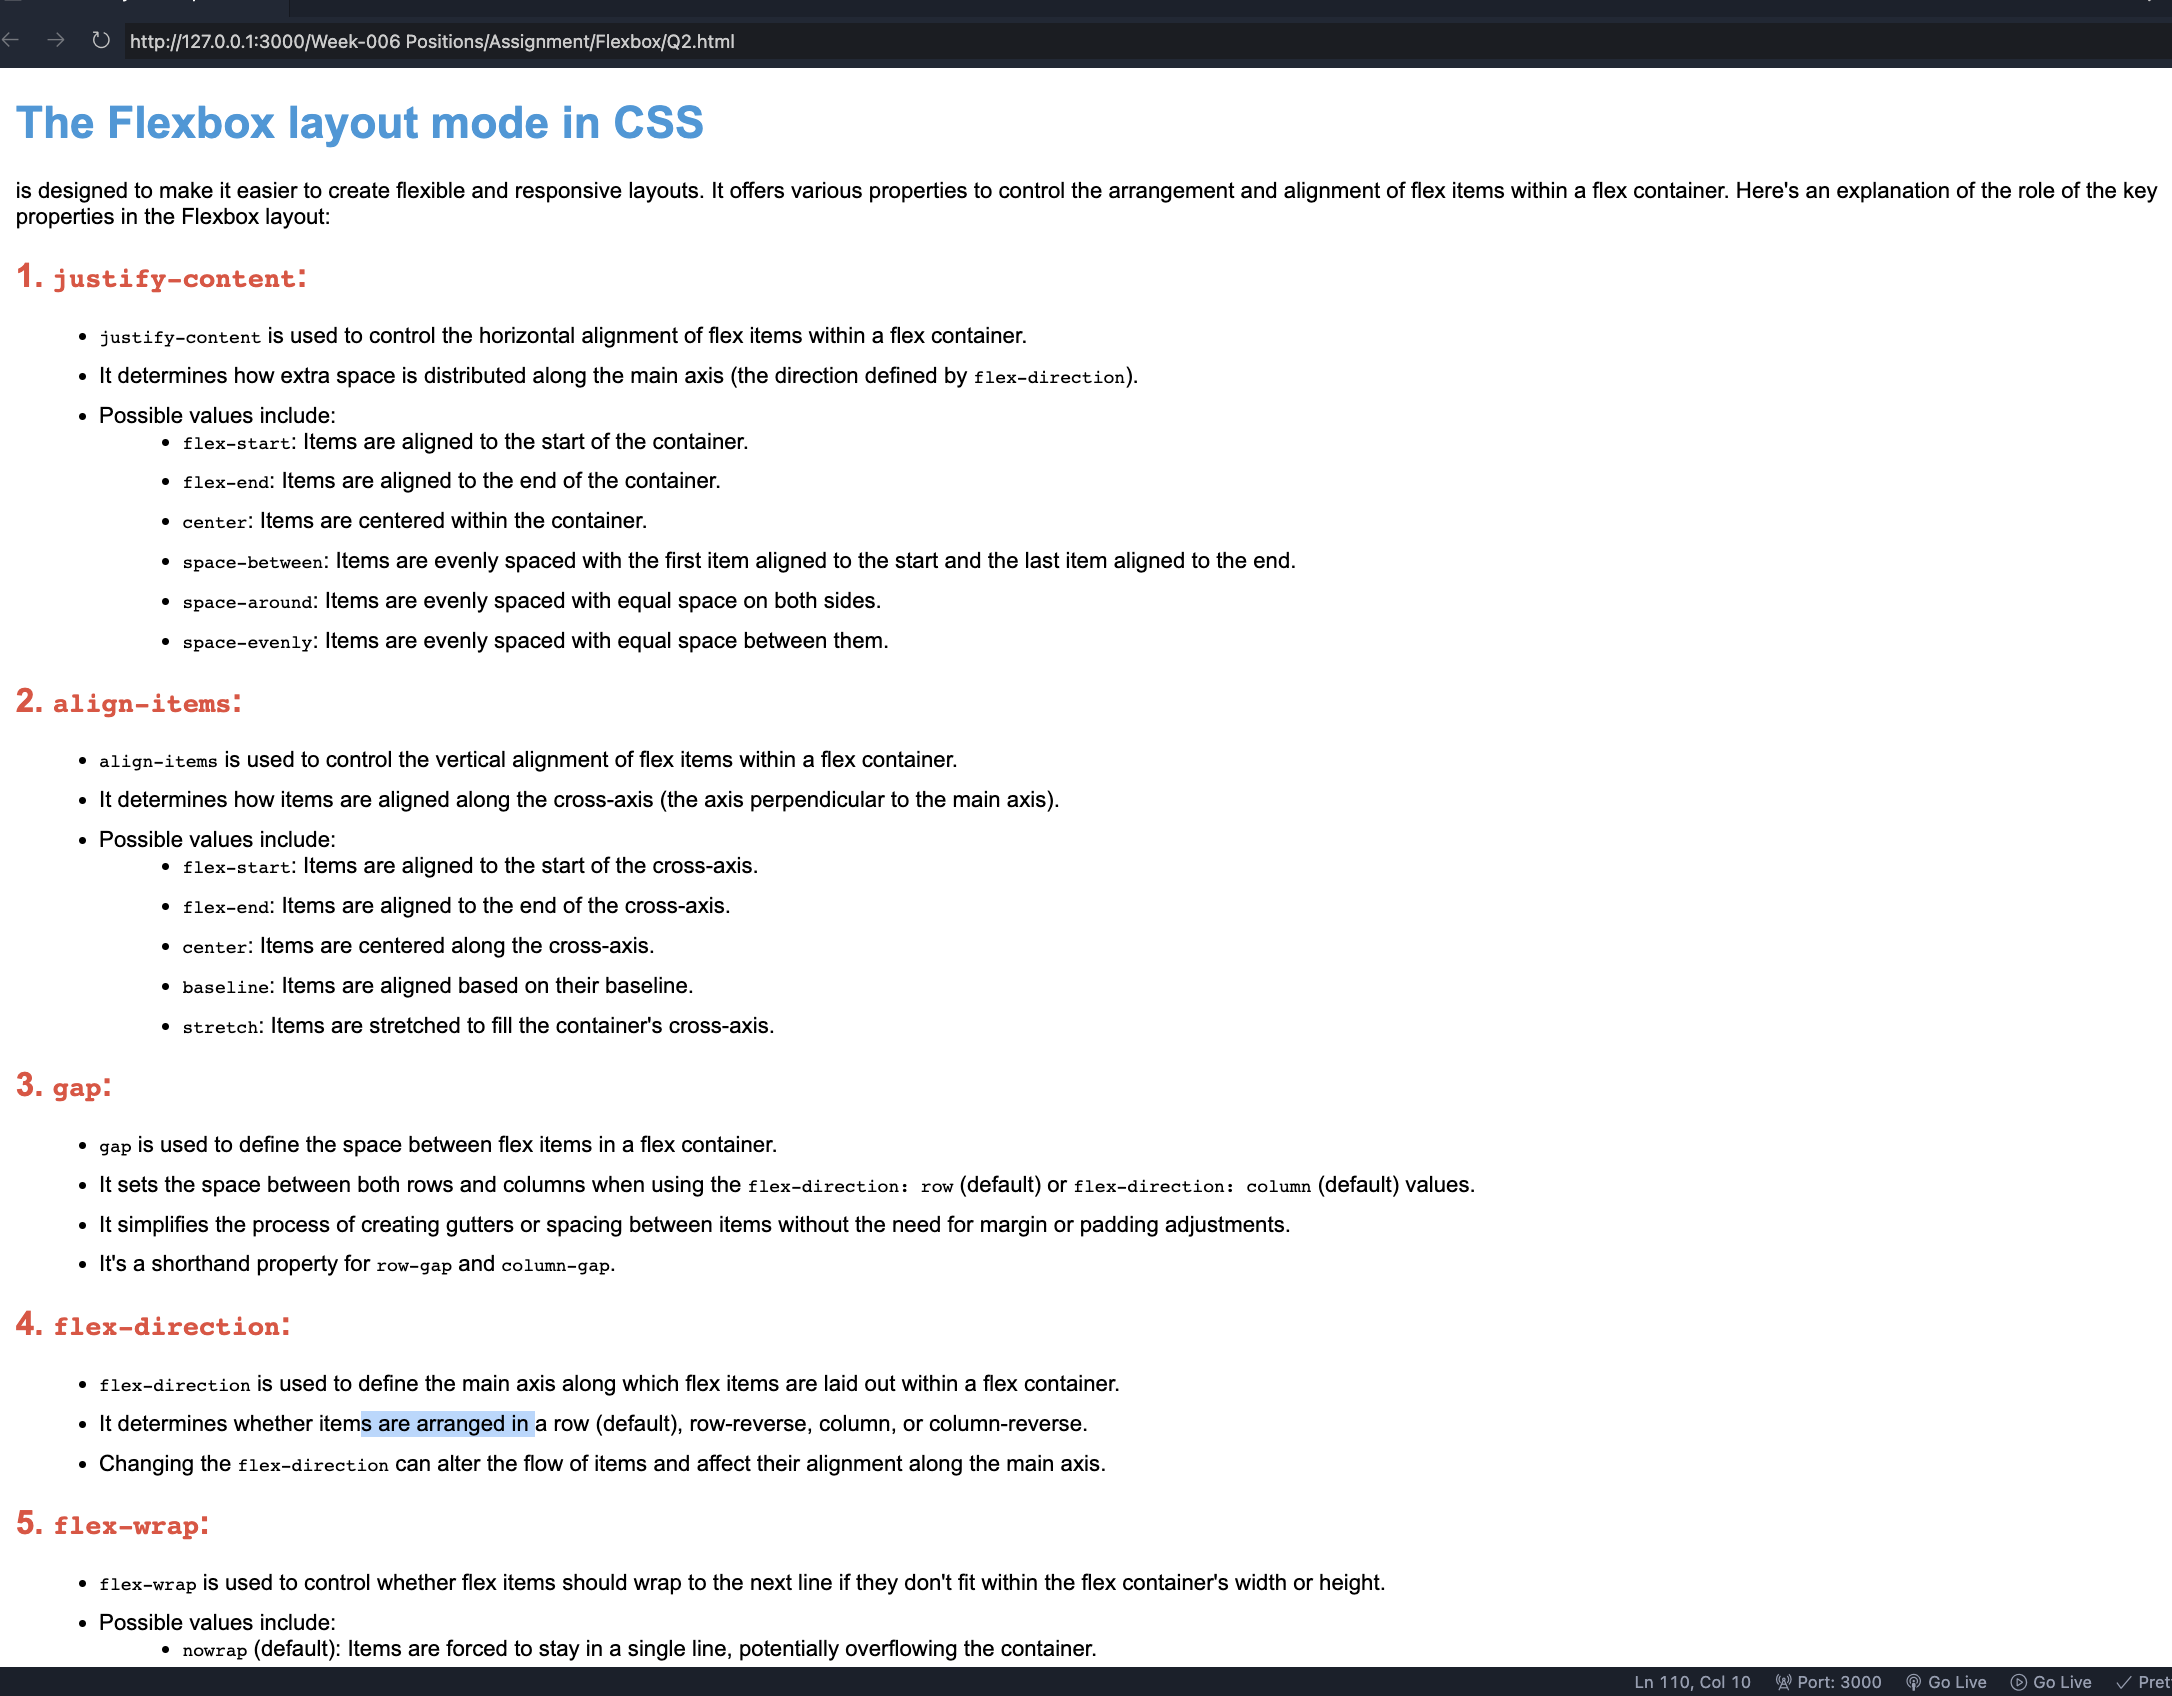 http://127.0.0.1:3000/Week-006 Positions/Assignment/Flexbox/Q2.html
The Flexbox layout mode in CSS
is designed to make it easier to create flexible and responsive layouts. It offers various properties to control the arrangement and alignment of flex items within a flex container. Here's an explanation of the role of the key
properties in the Flexbox layout:
1. justify-content:
• justify-content is used to control the horizontal alignment of flex items within a flex container.
• It determines how extra space is distributed along the main axis (the direction defined by flex-direction).
• Possible values include:
• flex-start: Items are aligned to the start of the container.
• flex-end: Items are aligned to the end of the container.
• center: Items are centered within the container.
• space-between: Items are evenly spaced with the first item aligned to the start and the last item aligned to the end.
• space-around: Items are evenly spaced with equal space on both sides.
• space-evenly: Items are evenly spaced with equal space between them.
2. align-items:
• align-items is used to control the vertical alignment of flex items within a flex container.
• It determines how items are aligned along the cross-axis (the axis perpendicular to the main axis).
• Possible values include:
• flex-start: Items are aligned to the start of the cross-axis.
• flex-end: Items are aligned to the end of the cross-axis.
• center: Items are centered along the cross-axis.
• baseline: Items are aligned based on their baseline.
• stretch: Items are stretched to fill the container's cross-axis.
3. gap:
• gap is used to define the space between flex items in a flex container.
• It sets the space between both rows and columns when using the flex-direction: row (default) or flex-direction: column (default) values.
• It simplifies the process of creating gutters or spacing between items without the need for margin or padding adjustments.
• It's a shorthand property for row-gap and column-gap.
4. flex-direction:
• flex-direction is used to define the main axis along which flex items are laid out within a flex container.
• It determines whether items are arranged in a row (default), row-reverse, column, or column-reverse.
• Changing the flex-direction can alter the flow of items and affect their alignment along the main axis.
5. flex-wrap:
• flex-wrap is used to control whether flex items should wrap to the next line if they don't fit within the flex container's width or height.
• Possible values include:
• nowrap (default): Items are forced to stay in a single line, potentially overflowing the container.
Ln 110, Col 10 Port: 3000 Go Live Go Live Pret